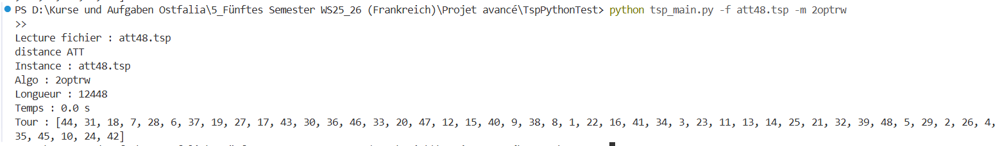 PS D:\Kurse und Aufgaben Ostfalia\5_Fünftes Semester WS25_26 (Frankreich)\Projet avancé\TspPythonTest> python tsp_main.py -f att48.tsp -m 2optrw
>>
Lecture fichier : att48.tsp
distance ATT
Instance : att48.tsp
Algo : 2optrw
Longueur : 12448
Temps : 0.0 s
Tour : [44, 31, 18, 7, 28, 6, 37, 19, 27, 17, 43, 30, 36, 46, 33, 20, 47, 12, 15, 40, 9, 38, 8, 1, 22, 16, 41, 34, 3, 23, 11, 13, 14, 25, 21, 32, 39, 48, 5, 29, 2, 26, 4,
35, 45, 10, 24, 42]